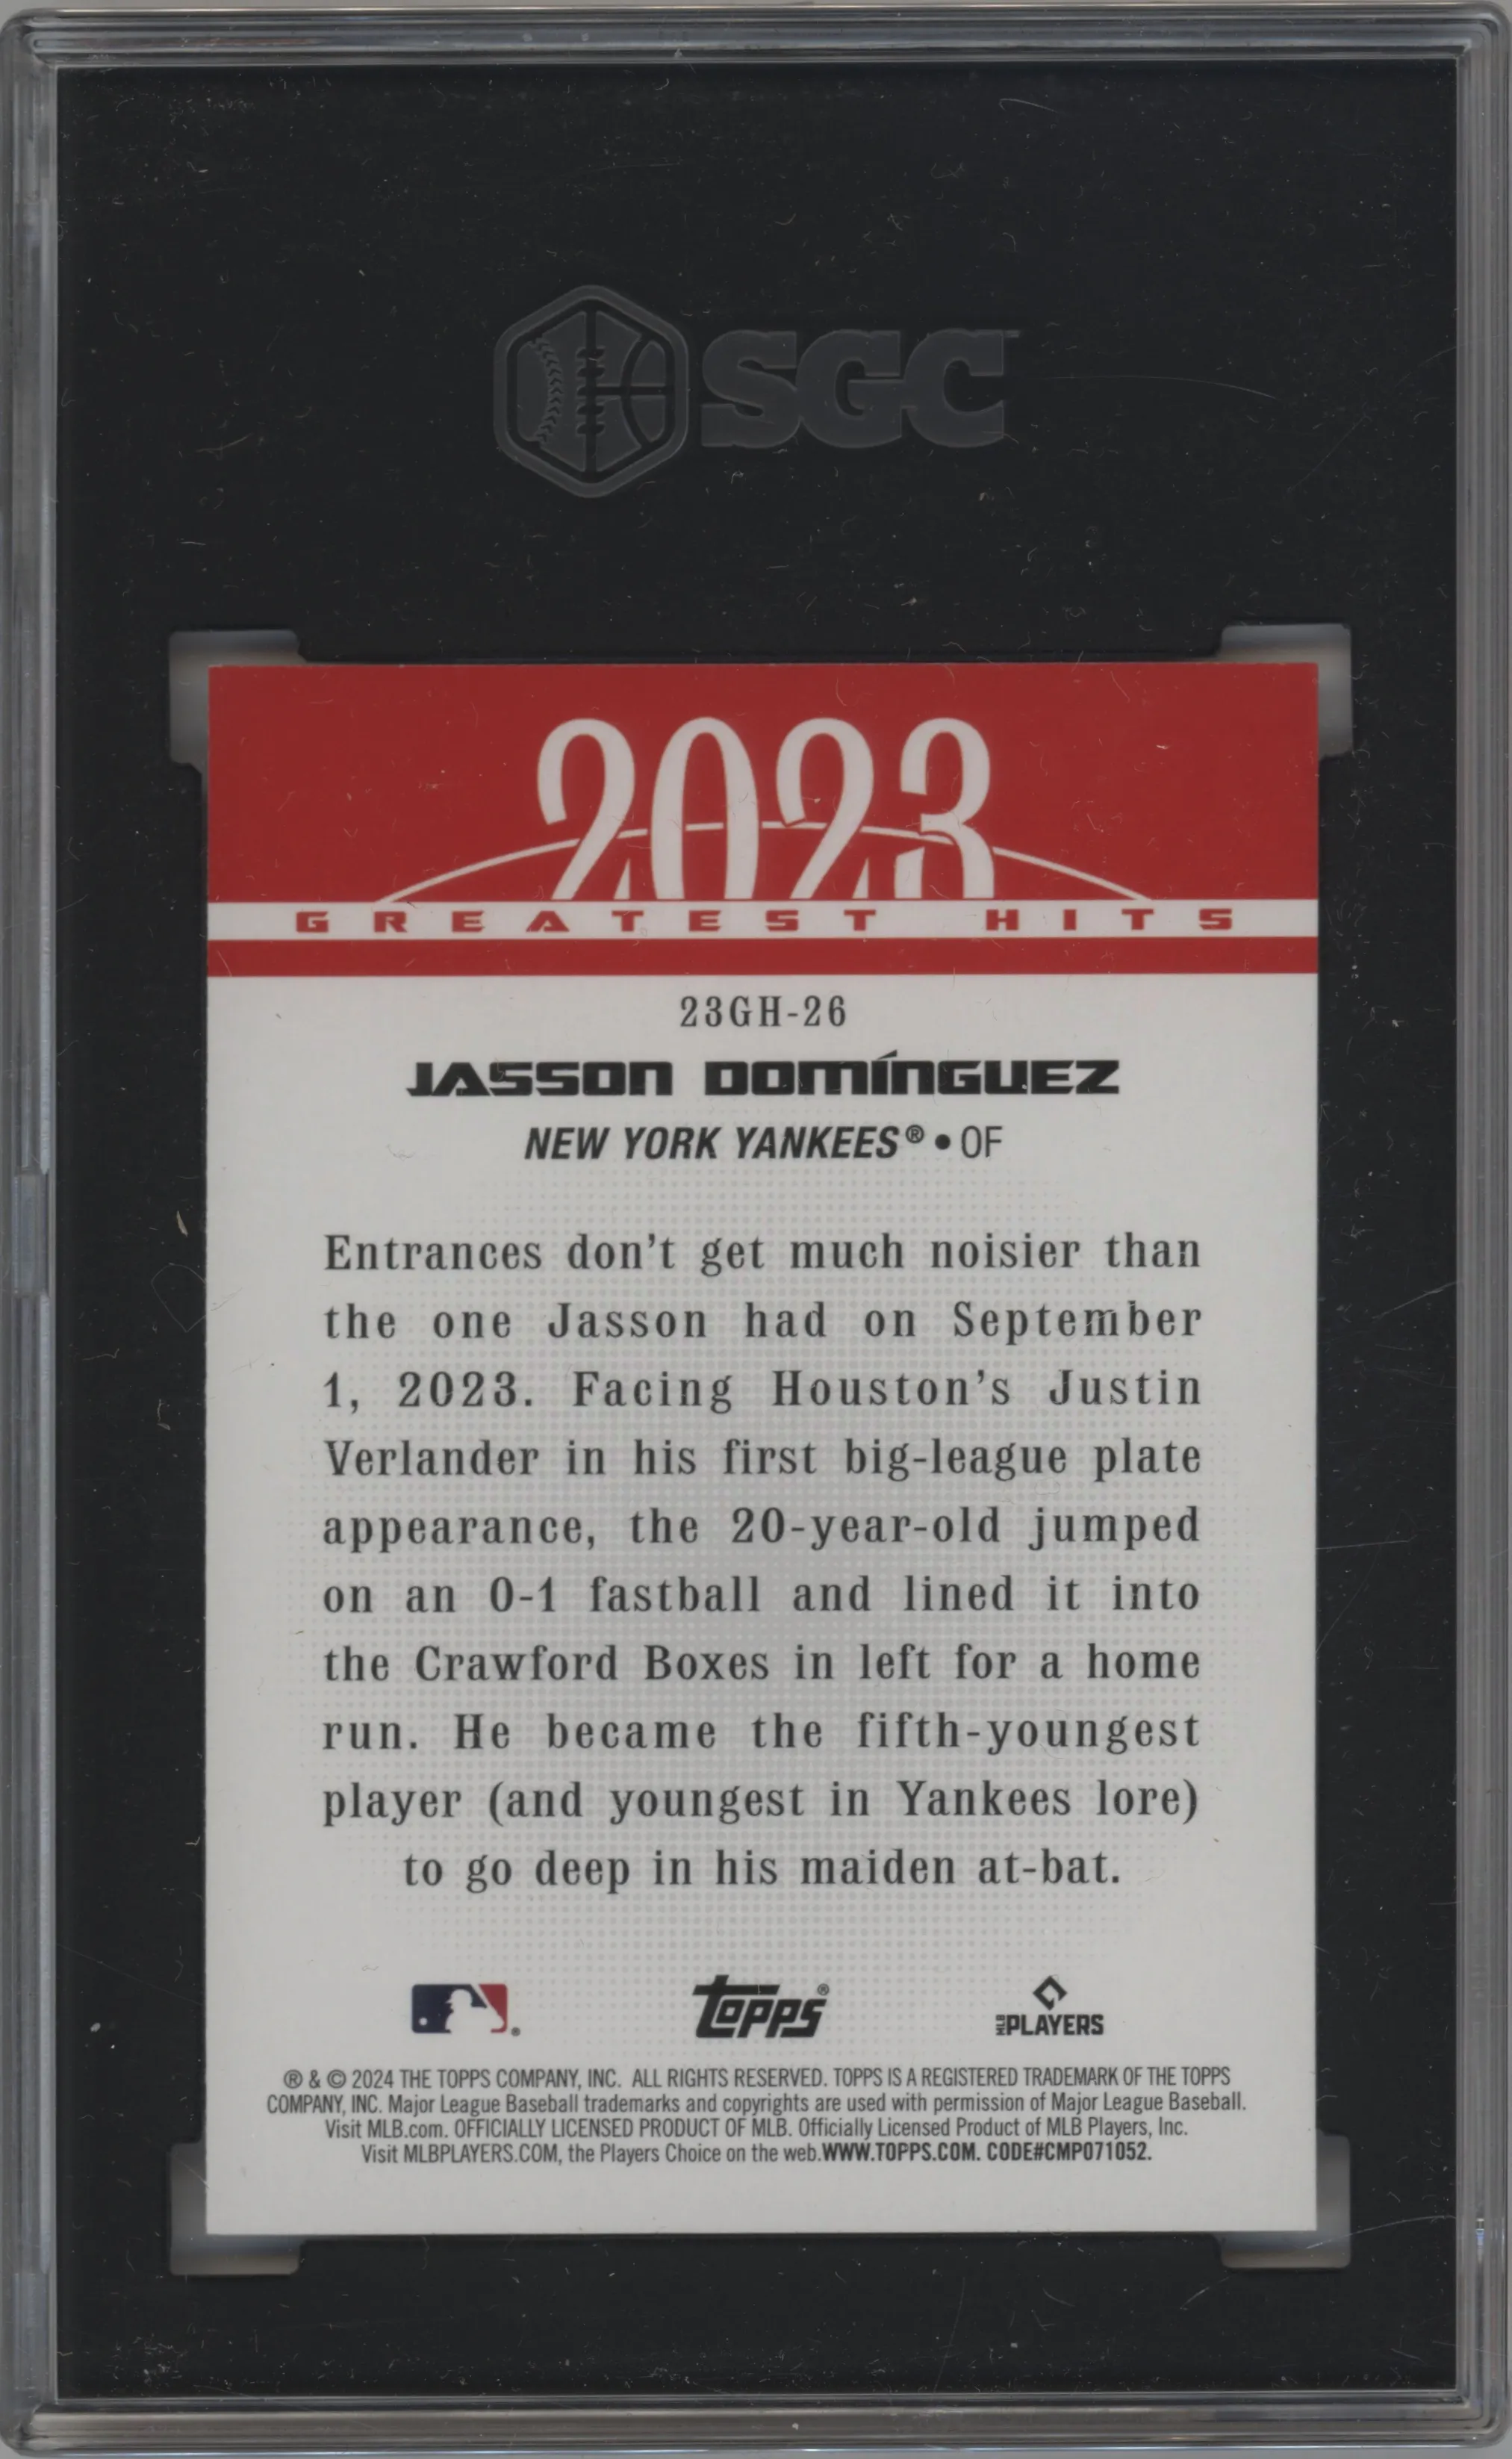 SGC
2023
GREATEST HITS
23GH-26
JASSON DOMÍNGUEZ
NEW YORK YANKEES® • OF
Entrances don't get much noisier than
the one Jasson had on September
1, 2023. Facing Houston's Justin
Verlander in his first big-league plate
appearance, the 20-year-old jumped
on an 0-1 fastball and lined it into
the Crawford Boxes in left for a home
run. He became the fifth-youngest
player (and youngest in Yankees lore)
to go deep in his maiden at-bat.
topps®
MLB PLAYERS
® & © 2024 THE TOPPS COMPANY, INC. ALL RIGHTS RESERVED. TOPPS IS A REGISTERED TRADEMARK OF THE TOPPS
COMPANY, INC. Major League Baseball trademarks and copyrights are used with permission of Major League Baseball.
Visit MLB.com. OFFICIALLY LICENSED PRODUCT OF MLB. Officially Licensed Product of MLB Players, Inc.
Visit MLBPLAYERS.COM, the Players Choice on the web.WWW.TOPPS.COM. CODE#CMP071052.